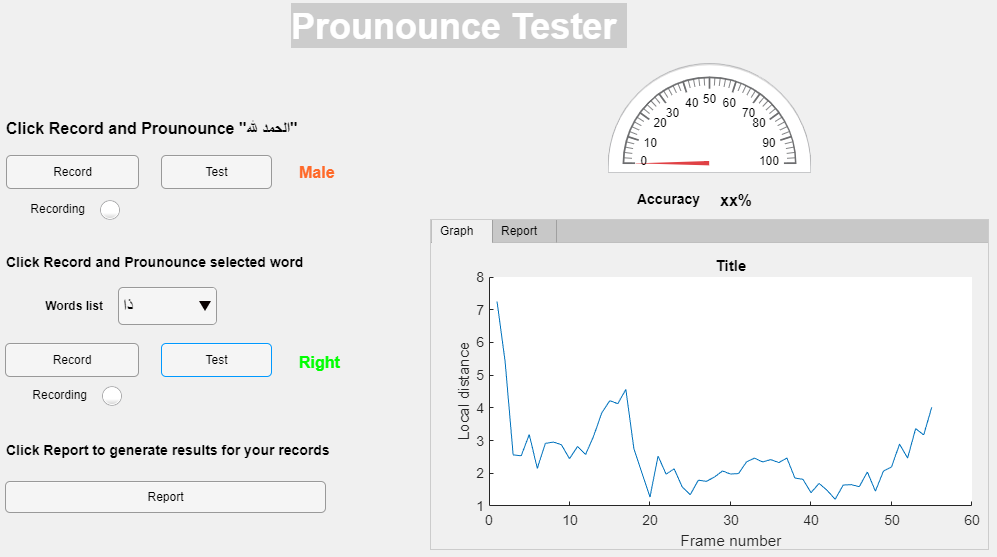 Prounounce Tester
Click Record and Prounounce "الحمد لله"
Record
Test
Male
Recording
Click Record and Prounounce selected word
Words list
ذا
Record
Test
Right
Recording
Click Report to generate results for your records
Report
0
10
20
30
40
50
60
70
80
90
100
Accuracy
xx%
Graph
Report
Title
Local distance
8
7
6
5
4
3
2
1
0
10
20
30
40
50
60
Frame number